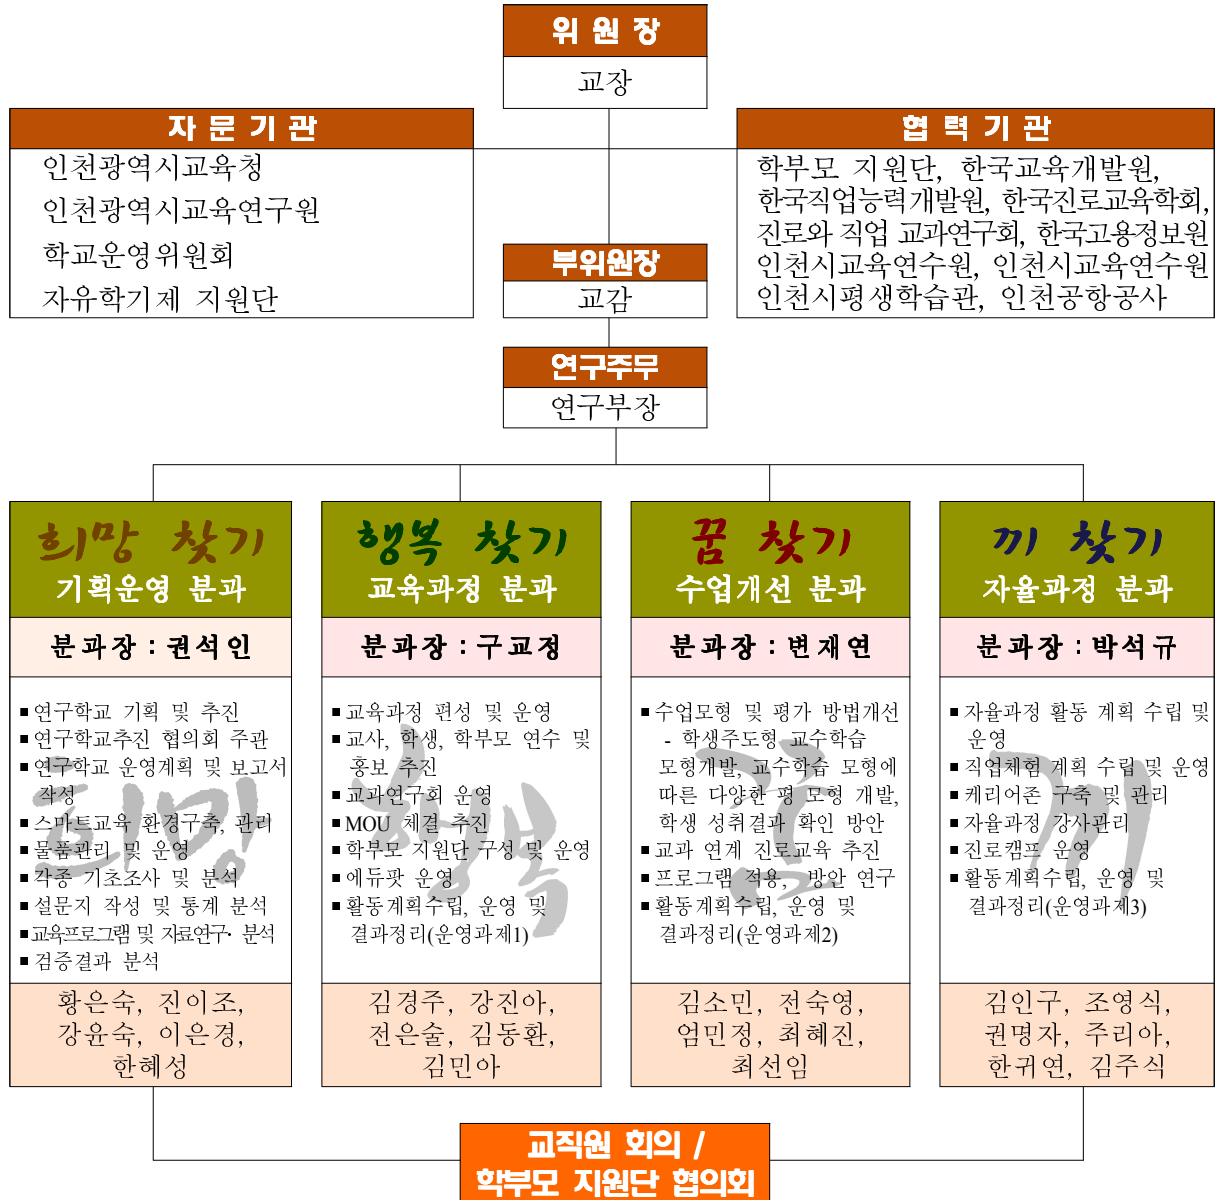 위 원 장
교장
자 문 기 관
인천광역시교육청
인천광역시교육연구원
학교운영위원회
자유학기제 지원단
협 력 기 관
학부모 지원단, 한국교육개발원,
한국직업능력개발원, 한국진로교육학회,
진로와 직업 교과연구회, 한국고용정보원
인천시교육연수원, 인천시교육연수원
인천시평생학습관, 인천공항공사
부위원장
교감
연구주무
연구부장
희망 찾기
기획운영 분과
분과장 : 권석인
희망
■ 연구학교 기획 및 추진
■ 연구학교추진 협의회 주관
■ 연구학교 운영계획 및 보고서
작성
■ 스마트교육 환경구축, 관리
■ 물품관리 및 운영
■ 각종 기초조사 및 분석
■ 설문지 작성 및 통계 분석
■ 교육프로그램 및 자료연구· 분석
■ 검증결과 분석
황은숙, 진이조,
강윤숙, 이은경,
한혜성
행복 찾기
교육과정 분과
분과장 : 구교정
행복
■ 교육과정 편성 및 운영
■ 교사, 학생, 학부모 연수 및
홍보 추진
■ 교과연구회 운영
■ MOU 체결 추진
■ 학부모 지원단 구성 및 운영
■ 에듀팟 운영
■ 활동계획수립, 운영 및
결과정리(운영과제1)
김경주, 강진아,
전은술, 김동환,
김민아
꿈 찾기
수업개선 분과
분과장 : 변재연
꿈
■ 수업모형 및 평가 방법개선
- 학생주도형 교수학습
모형개발, 교수학습 모형에
따른 다양한 평 모형 개발,
학생 성취결과 확인 방안
■ 교과 연계 진로교육 추진
■ 프로그램 적용, 방안 연구
■ 활동계획수립, 운영 및
결과정리(운영과제2)
김소민, 전숙영,
엄민정, 최혜진,
최선임
끼 찾기
자율과정 분과
분과장 : 박석규
끼
■ 자율과정 활동 계획 수립 및
운영
■ 직업체험 계획 수립 및 운영
■ 케리어존 구축 및 관리
■ 자율과정 강사관리
■ 진로캠프 운영
■ 활동계획수립, 운영 및
결과정리(운영과제3)
김인구, 조영식,
권명자, 주리아,
한귀연, 김주식
교직원 회의 /
학부모 지원단 협의회